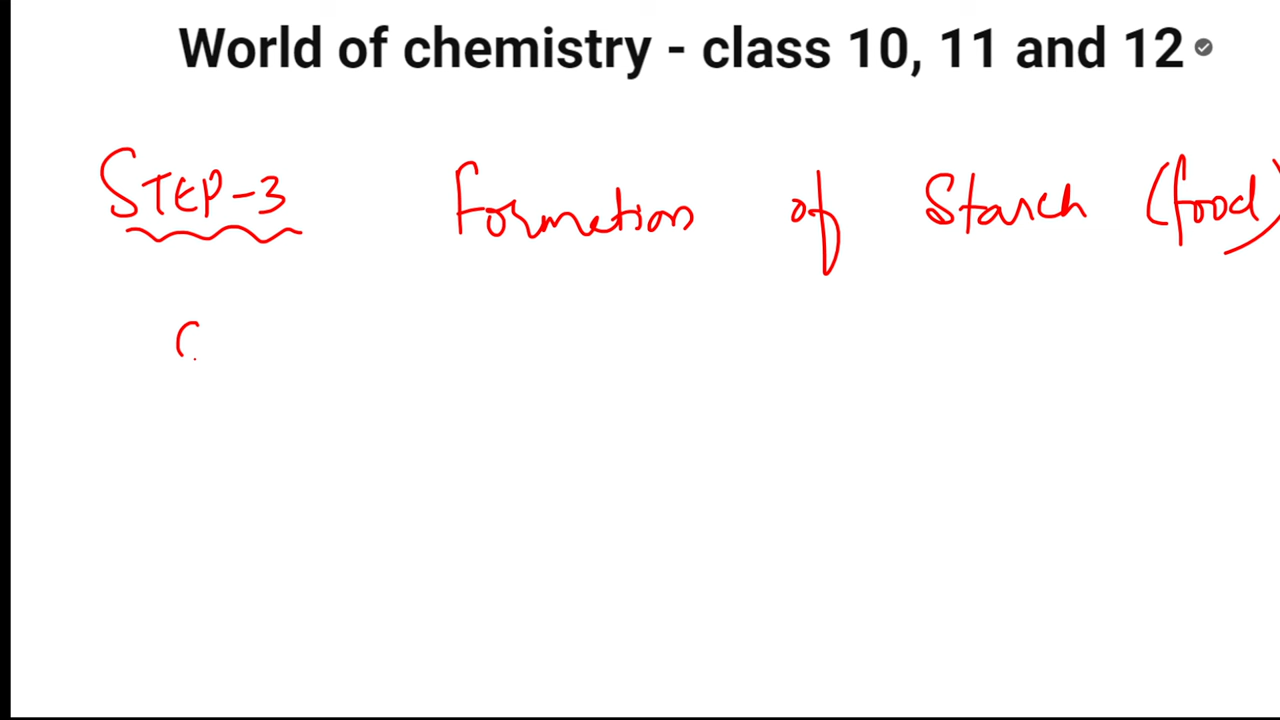 World of chemistry - class 10, 11 and 12
STEP-3 Formation of Starch (food)